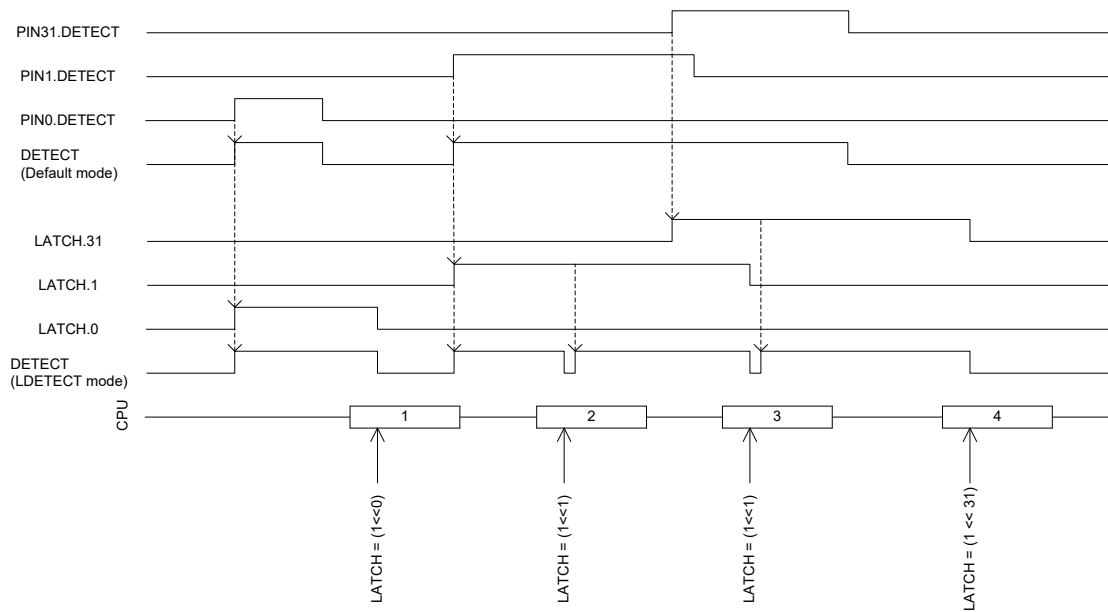 PIN31.DETECT
PIN1.DETECT
PIN0.DETECT
DETECT
(Default mode)
LATCH.31
LATCH.1
LATCH.0
DETECT
(LDETECT mode)
CPU
1
2
3
4
LATCH = (1<<0)
LATCH = (1<<1)
LATCH = (1<<1)
LATCH = (1 << 31)